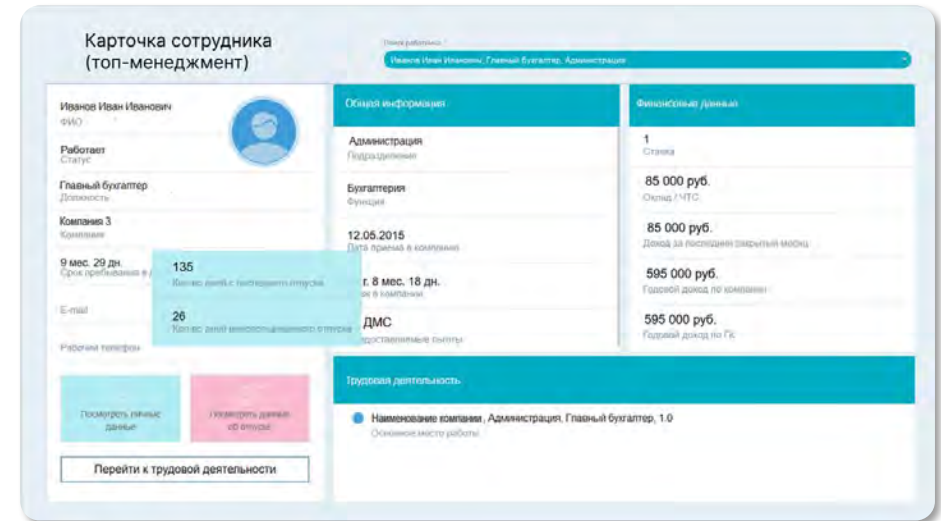 Карточка сотрудника
(топ-менеджмент)
Поиск работника
Иванов Иван Иванович, Главный бухгалтер, Администрация
Иванов Иван Иванович
ФИО
Работает
Статус
Главный бухгалтер
Должность
Компания 3
Компания
9 мес. 29 дн.
Срок пребывания в д
E-mail
Рабочий телефон
135
Кол-во дней с последнего отпуска
26
Кол-во дней неиспользованного отпуска
Посмотреть личные
данные
Посмотреть данные
об отпуске
Перейти к трудовой деятельности
Общая информация
Администрация
Подразделение
Бухгалтерия
Функция
12.05.2015
Дата приема в компанию
г. 8 мес. 18 дн.
в компании
ДМС
Финансовые данные
1
Ставка
85 000 руб.
Оклад / ЧТС
85 000 руб.
Доход за последний закрытый месяц
595 000 руб.
Годовой доход по компании
595 000 руб.
Годовой доход по ГК
Трудовая деятельность
Наименование компании, Администрация, Главный бухгалтер, 1.0
Основное место работы